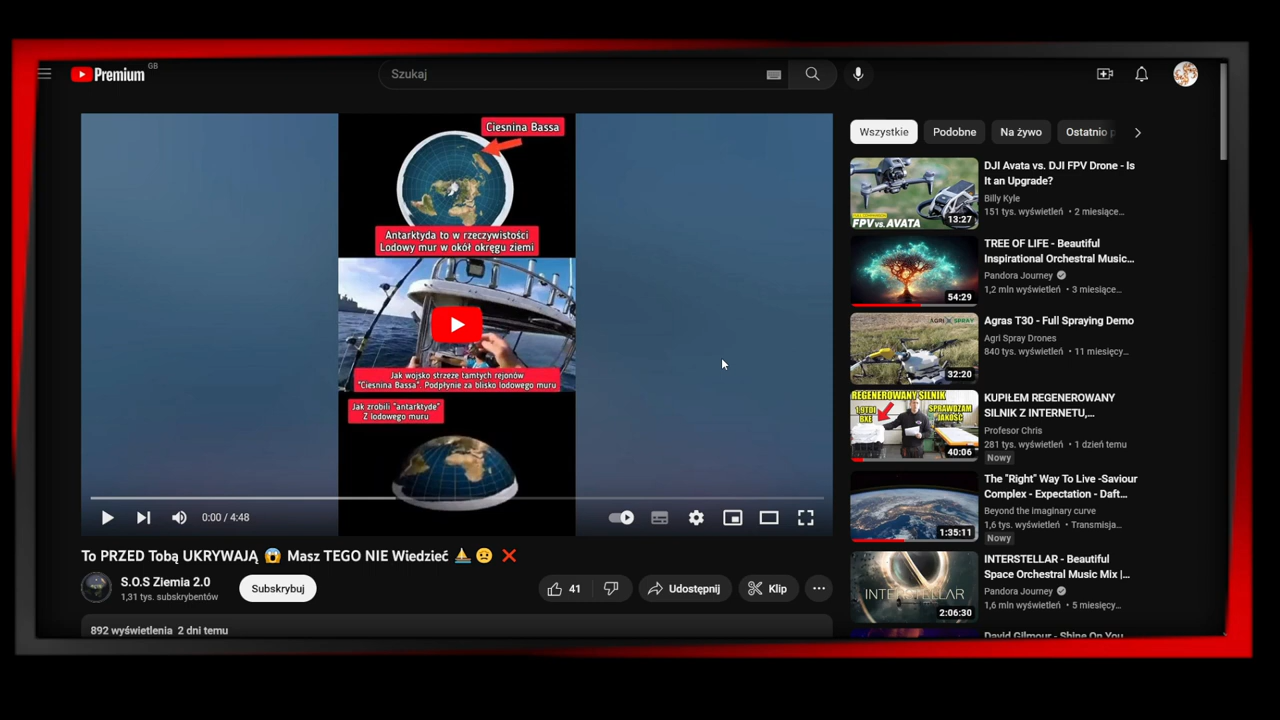 Premium GB
Szukaj
Ciesnina Bassa
Antarktyda to w rzeczywistości
Lodowy mur w okół okręgu ziemi
Jak wojsko strzeże tamtych rejonów
"Ciesnina Bassa". Podpłynie za blisko lodowego muru
Jak zrobili "antarktyde"
Z lodowego muru
0:00 / 4:48
To PRZED Tobą UKRYWAJĄ 😱 Masz TEGO NIE Wiedzieć ⛵ 😟 ❌
S.O.S Ziemia 2.0
1,31 tys. subskrybentów
Subskrybuj
41
Udostępnij
Klip
892 wyświetlenia 2 dni temu
Wszystkie
Podobne
Na żywo
Ostatnio p
FPV vs. AVATA
13:27
DJI Avata vs. DJI FPV Drone - Is
It an Upgrade?
Billy Kyle
151 tys. wyświetleń • 2 miesiące...
54:29
TREE OF LIFE - Beautiful
Inspirational Orchestral Music...
Pandora Journey
1,2 mln wyświetleń • 3 miesiące...
AGRI SPRAY
32:20
Agras T30 - Full Spraying Demo
Agri Spray Drones
840 tys. wyświetleń • 11 miesięcy...
REGENEROWANY SILNIK
1.9TDI
BXE
SPRAWDZAM
JAKOŚĆ
40:06
KUPIŁEM REGENEROWANY
SILNIK Z INTERNETU,...
Profesor Chris
281 tys. wyświetleń • 1 dzień temu
Nowy
1:35:11
The "Right" Way To Live -Saviour
Complex - Expectation - Daft...
Beyond the imaginary curve
1,6 tys. wyświetleń • Transmisja...
Nowy
INTERSTELLAR
2:06:30
INTERSTELLAR - Beautiful
Space Orchestral Music Mix |...
Pandora Journey
1,6 mln wyświetleń • 5 miesięcy...
David Gilmour - Shine On You